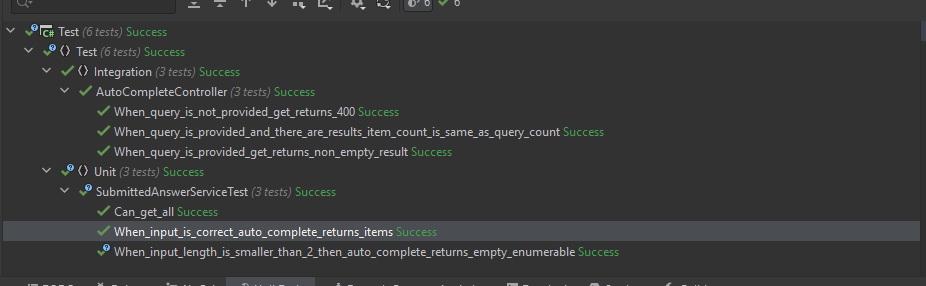 6 6
C# Test (6 tests) Success
Test (6 tests) Success
Integration (3 tests) Success
AutoCompleteController (3 tests) Success
When_query_is_not_provided_get_returns_400 Success
When_query_is_provided_and_there_are_results_item_count_is_same_as_query_count Success
When_query_is_provided_get_returns_non_empty_result Success
Unit (3 tests) Success
SubmittedAnswerServiceTest (3 tests) Success
Can_get_all Success
When_input_is_correct_auto_complete_returns_items Success
When_input_length_is_smaller_than_2_then_auto_complete_returns_empty_enumerable Success